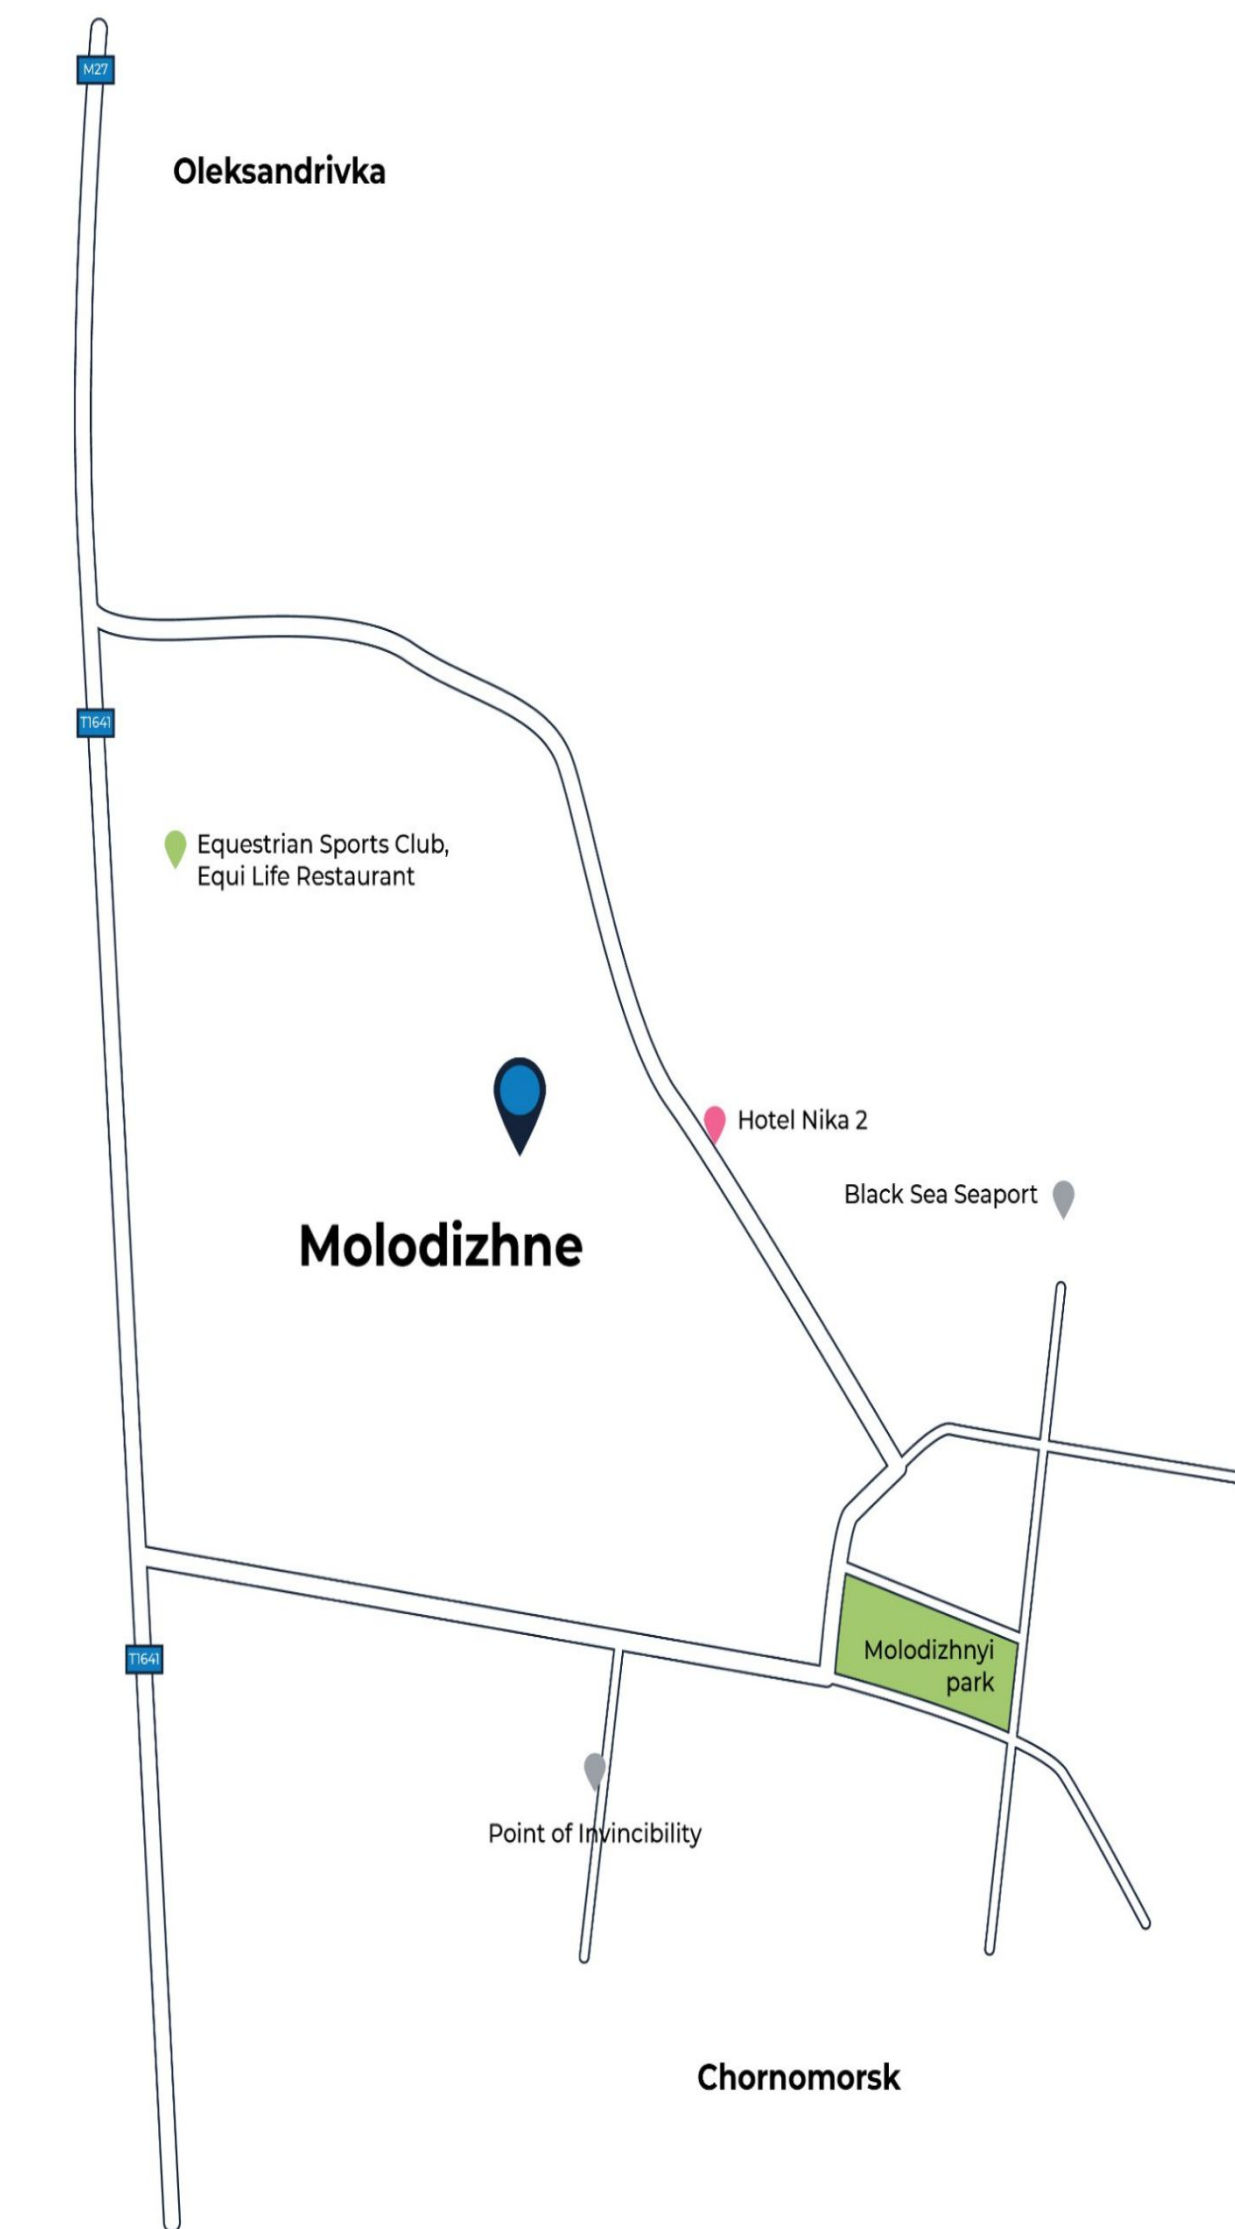 M27
Oleksandrivka
T1641
Equestrian Sports Club,
Equi Life Restaurant
Hotel Nika 2
Black Sea Seaport
Molodizhne
Molodizhnyi
park
T1641
Point of Invincibility
Chornomorsk